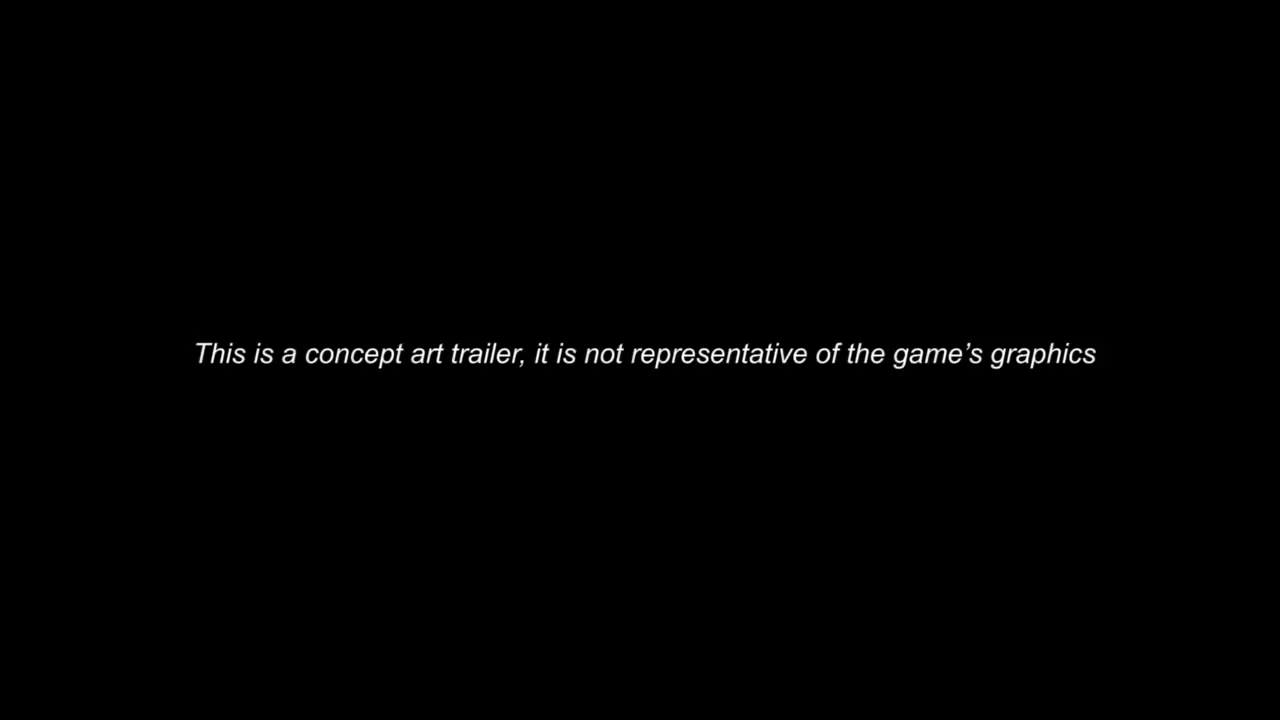 This is a concept art trailer, it is not representative of the game’s graphics